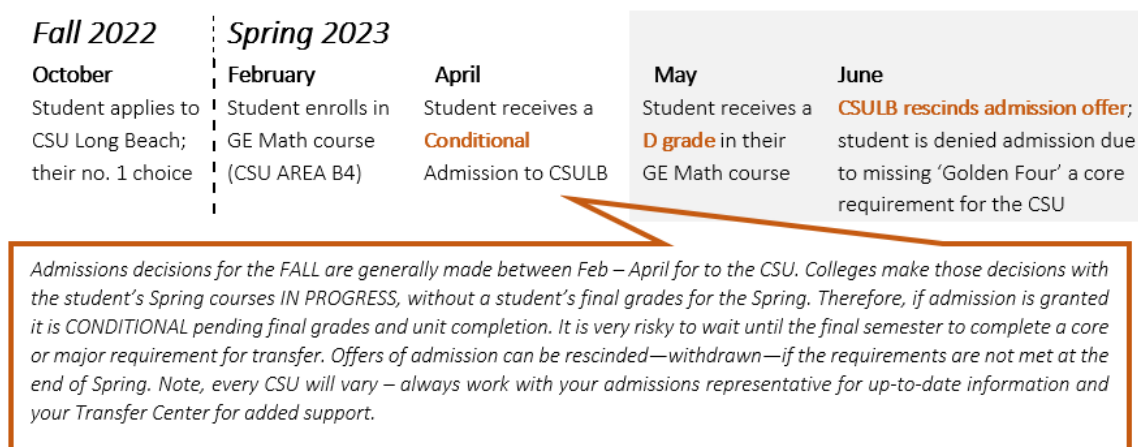 Fall 2022
Spring 2023
October
Student applies to
CSU Long Beach;
their no. 1 choice
February
Student enrolls in
GE Math course
(CSU AREA B4)
April
Student receives a
Conditional
Admission to CSULB
May
Student receives a
D grade in their
GE Math course
June
CSULB rescinds admission offer;
student is denied admission due
to missing ‘Golden Four’ a core
requirement for the CSU
Admissions decisions for the FALL are generally made between Feb – April for to the CSU. Colleges make those decisions with
the student’s Spring courses IN PROGRESS, without a student’s final grades for the Spring. Therefore, if admission is granted
it is CONDITIONAL pending final grades and unit completion. It is very risky to wait until the final semester to complete a core
or major requirement for transfer. Offers of admission can be rescinded—withdrawn—if the requirements are not met at the
end of Spring. Note, every CSU will vary – always work with your admissions representative for up-to-date information and
your Transfer Center for added support.